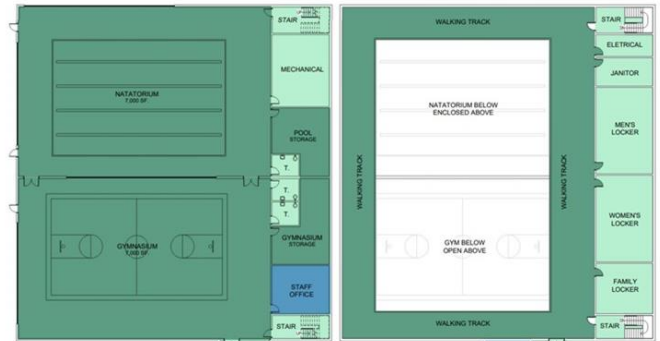 STAIR
MECHANICAL
NATATORIUM
7,000 SF.
POOL
STORAGE
T.
T.
T.
GYMNASIUM
7,000 SF.
GYMNASIUM
STORAGE
STAFF
OFFICE
STAIR
WALKING TRACK
STAIR
ELETRICAL
JANITOR
NATATORIUM BELOW
ENCLOSED ABOVE
MEN'S
LOCKER
WALKING TRACK
WALKING TRACK
WOMEN'S
LOCKER
GYM BELOW
OPEN ABOVE
FAMILY
LOCKER
WALKING TRACK
STAIR